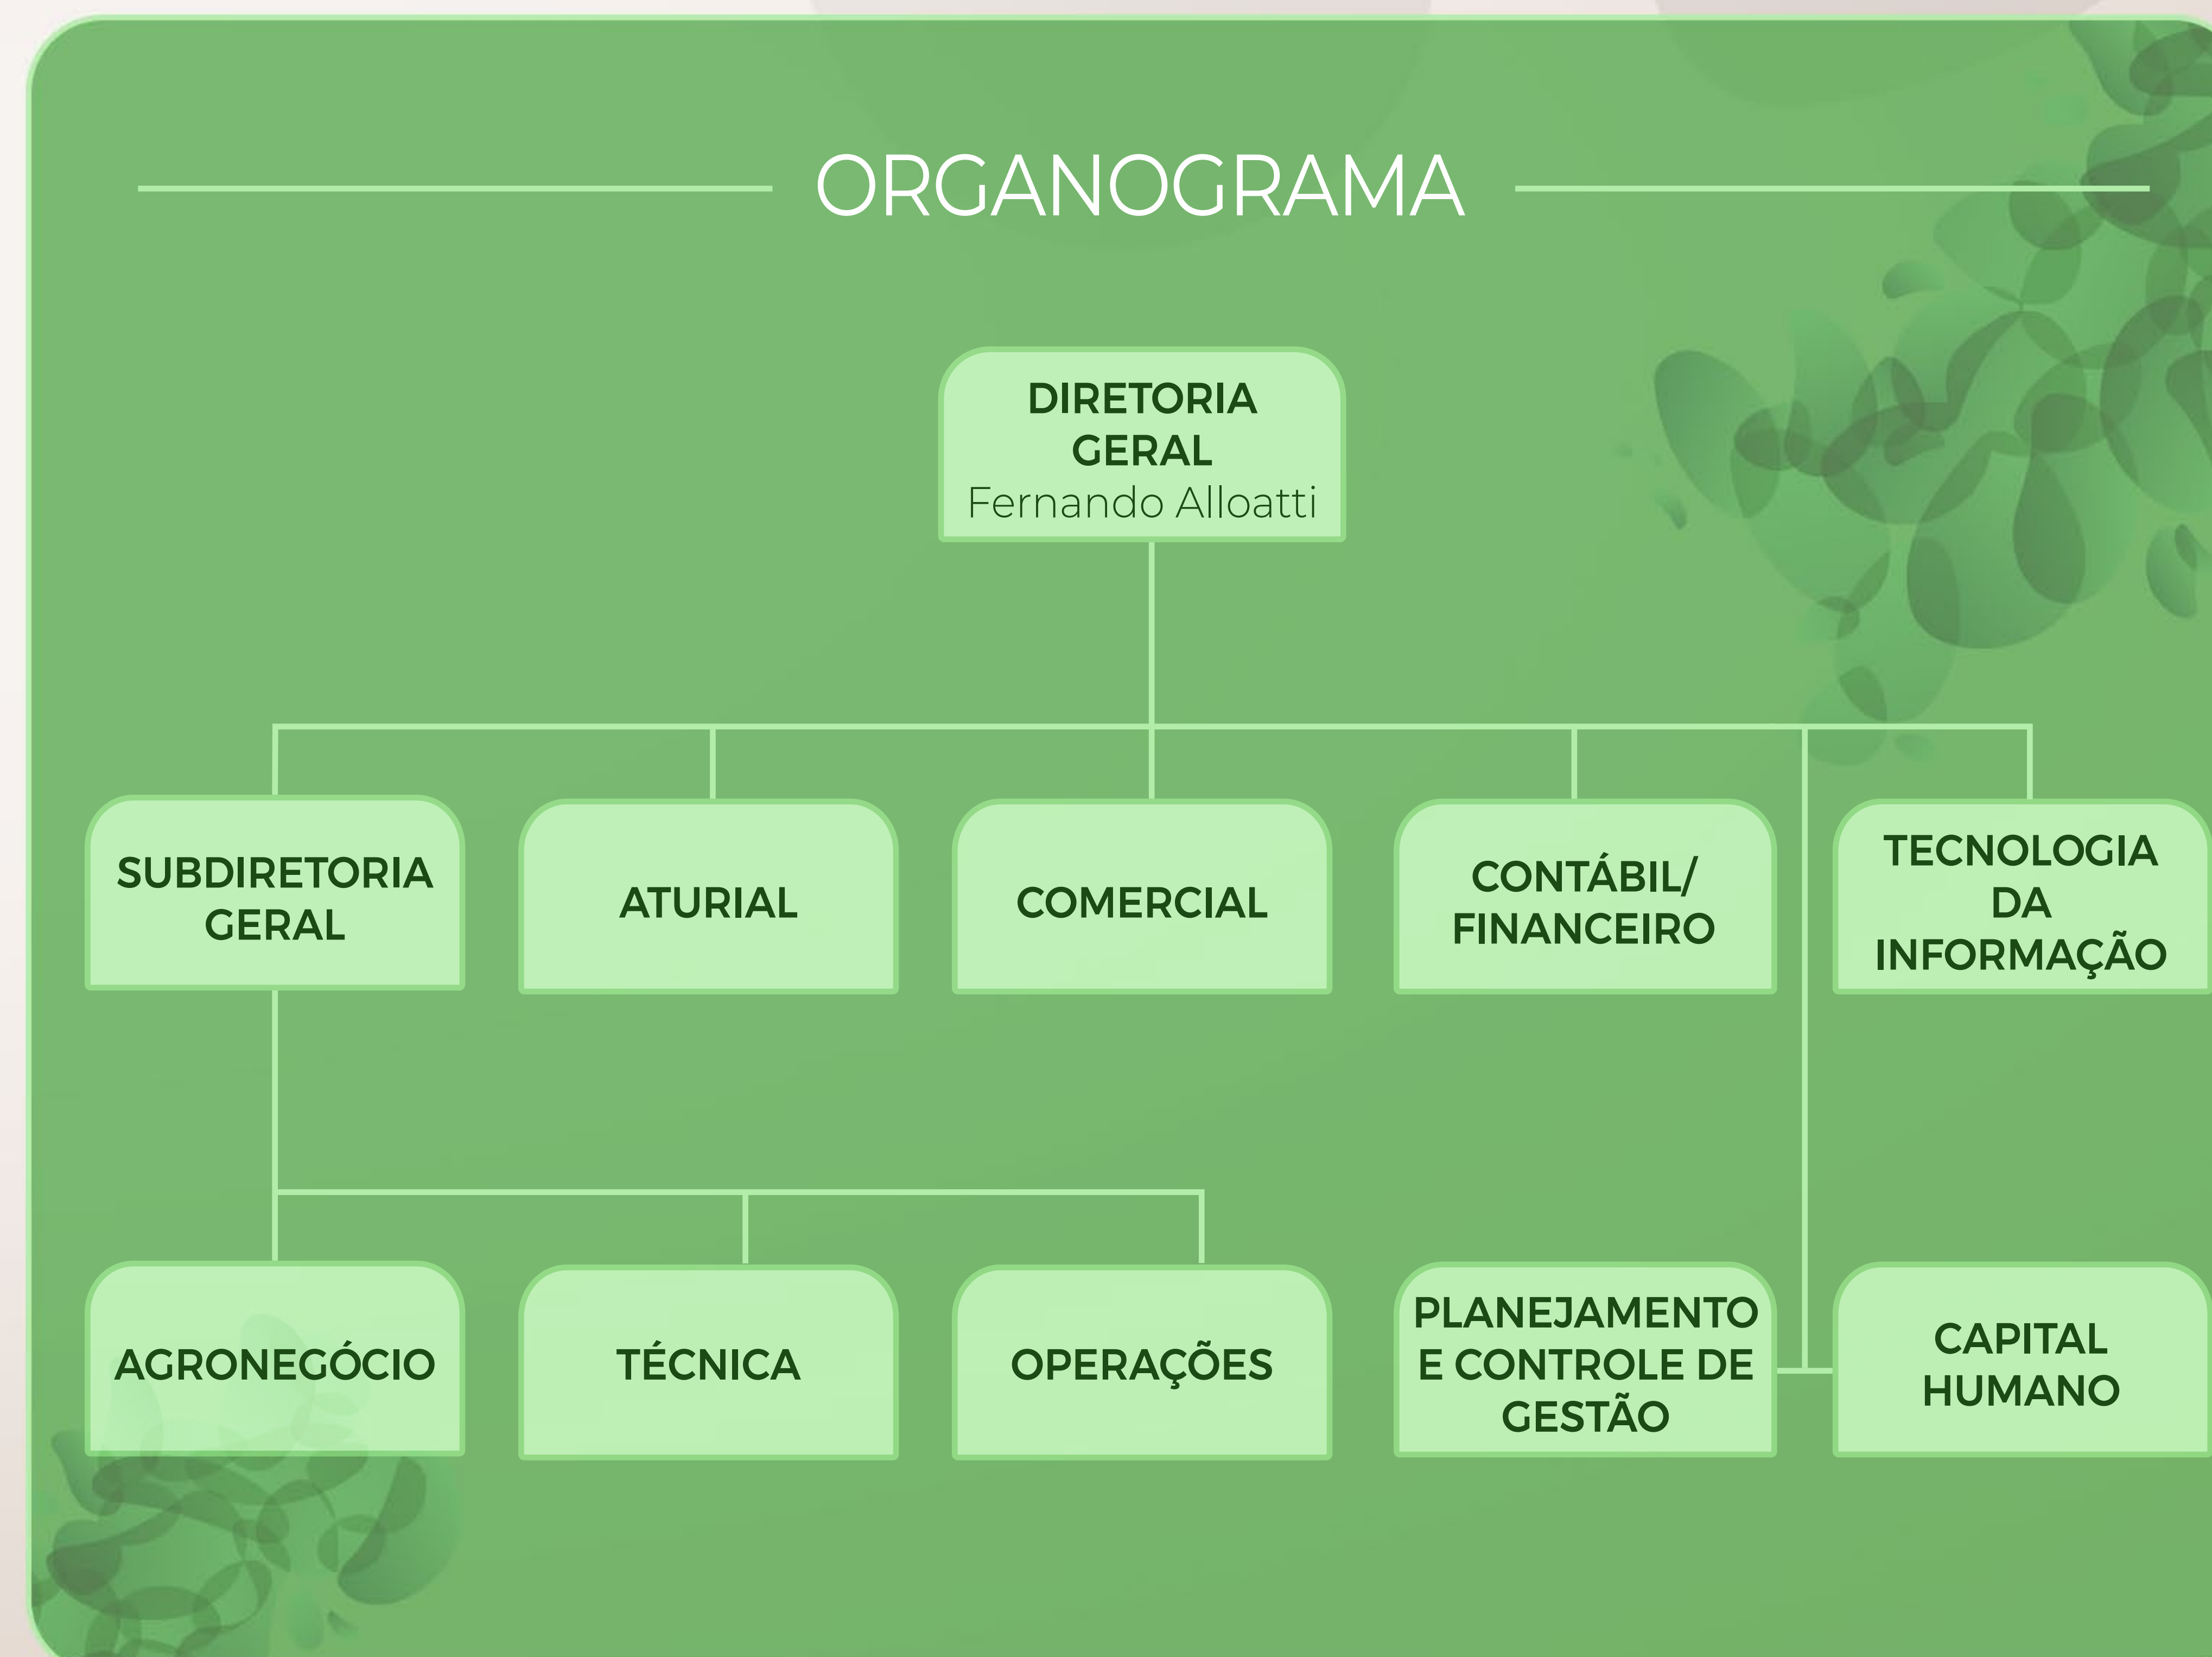 ORGANOGRAMA
DIRETORIA
GERAL
Fernando Alloatti
SUBDIRETORIA
GERAL
ATURIAL
COMERCIAL
CONTÁBIL/
FINANCEIRO
TECNOLOGIA
DA
INFORMAÇÃO
AGRONEGÓCIO
TÉCNICA
OPERAÇÕES
PLANEJAMENTO
E CONTROLE DE
GESTÃO
CAPITAL
HUMANO